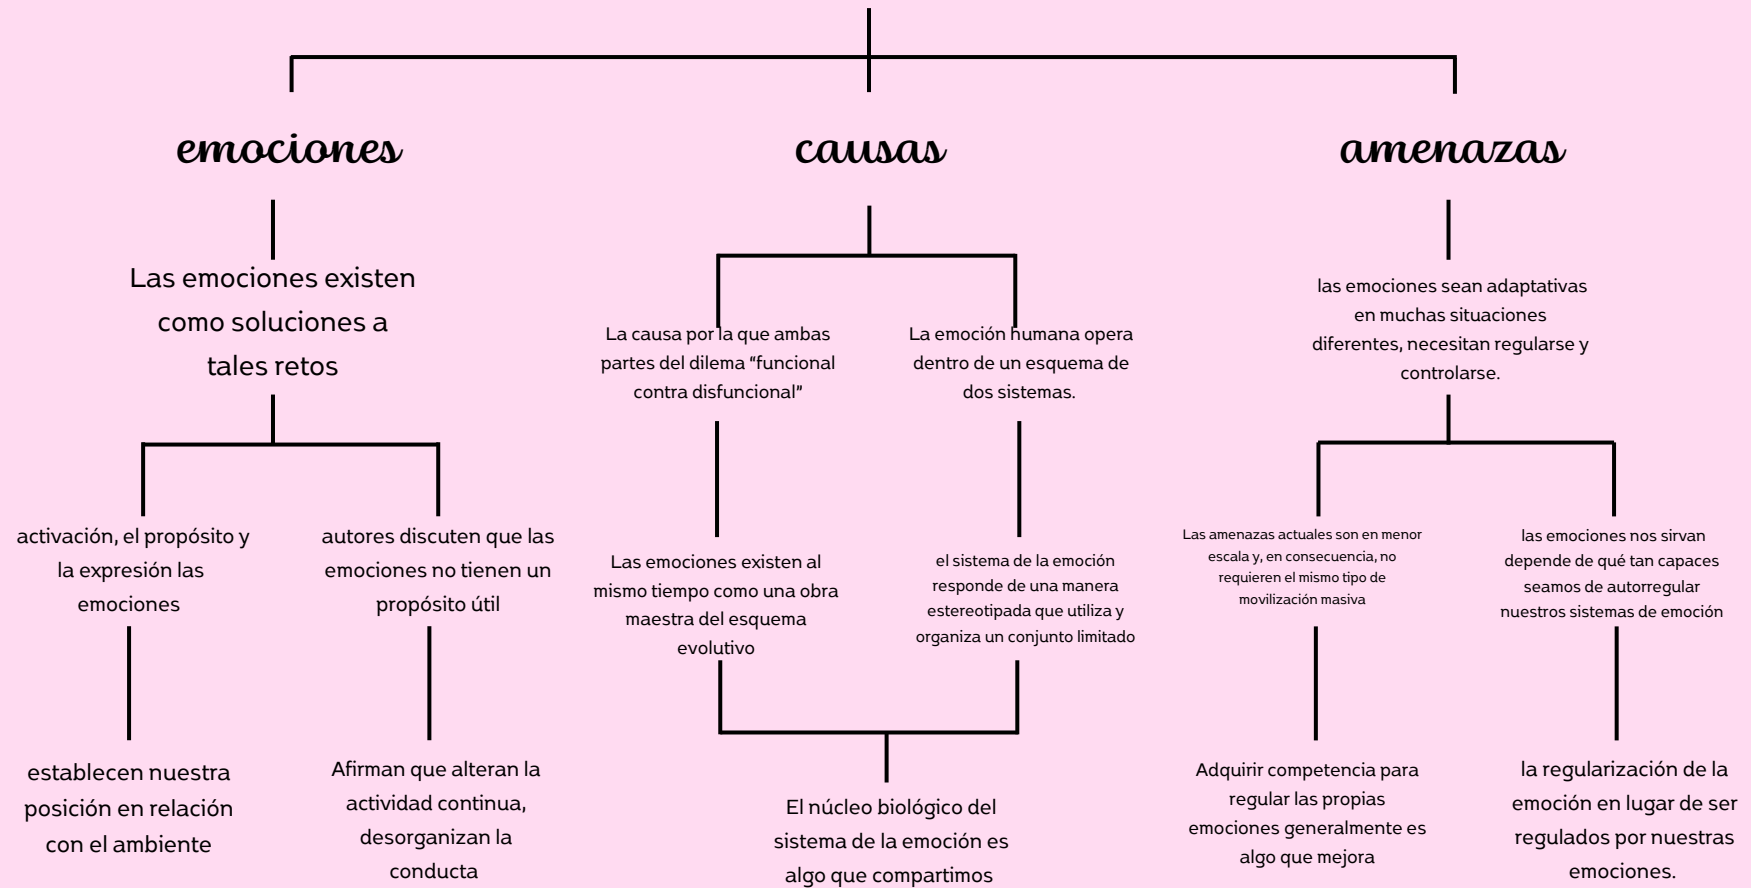 emociones
causas
amenazas
Las emociones existen
como soluciones a
tales retos
La causa por la que ambas
partes del dilema "funcional
contra disfuncional"
La emoción humana opera
dentro de un esquema de
dos sistemas.
las emociones sean adaptativas
en muchas situaciones
diferentes, necesitan regularse y
controlarse.
activación, el propósito y
la expresión las
emociones
autores discuten que las
emociones no tienen un
propósito útil
Las emociones existen al
mismo tiempo como una obra
maestra del esquema
evolutivo
el sistema de la emoción
responde de una manera
estereotipada que utiliza y
organiza un conjunto limitado
Las amenazas actuales son en menor
escala y, en consecuencia, no
requieren el mismo tipo de
movilización masiva
las emociones nos sirvan
depende de qué tan capaces
seamos de autorregular
nuestros sistemas de emoción
establecen nuestra
posición en relación
con el ambiente
Afirman que alteran la
actividad continua,
desorganizan la
conducta
El núcleo biológico del
sistema de la emoción es
algo que compartimos
Adquirir competencia para
regular las propias
emociones generalmente es
algo que mejora
la regularización de la
emoción en lugar de ser
regulados por nuestras
emociones.